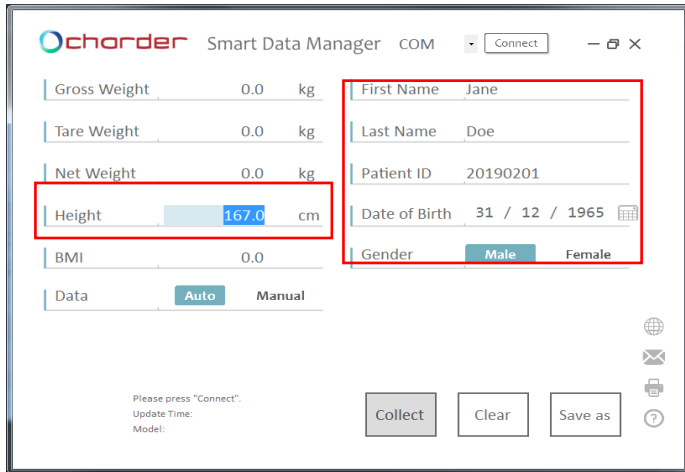 charder Smart Data Manager COM Connect
Gross Weight 0.0 kg First Name Jane
Tare Weight 0.0 kg Last Name Doe
Net Weight 0.0 kg Patient ID 20190201
Height 167.0 cm Date of Birth 31 / 12 / 1965
BMI 0.0 Gender Male Female
Data Auto Manual
Please press "Connect".
Update Time:
Model:
Collect Clear Save as